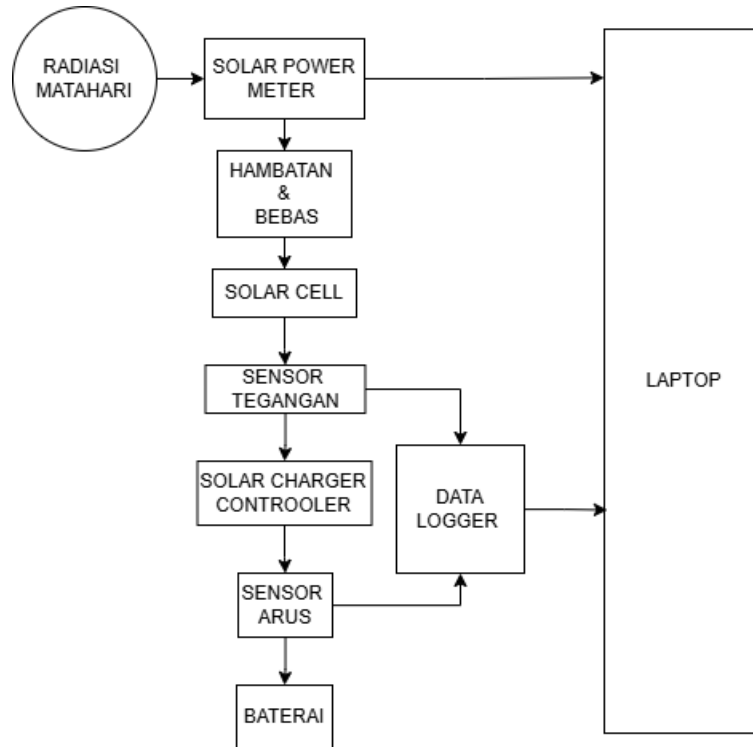 RADIASI
MATAHARI
SOLAR POWER
METER
HAMBATAN
&
BEBAS
SOLAR CELL
SENSOR
TEGANGAN
LAPTOP
SOLAR CHARGER
CONTROOLER
DATA
LOGGER
SENSOR
ARUS
BATERAI